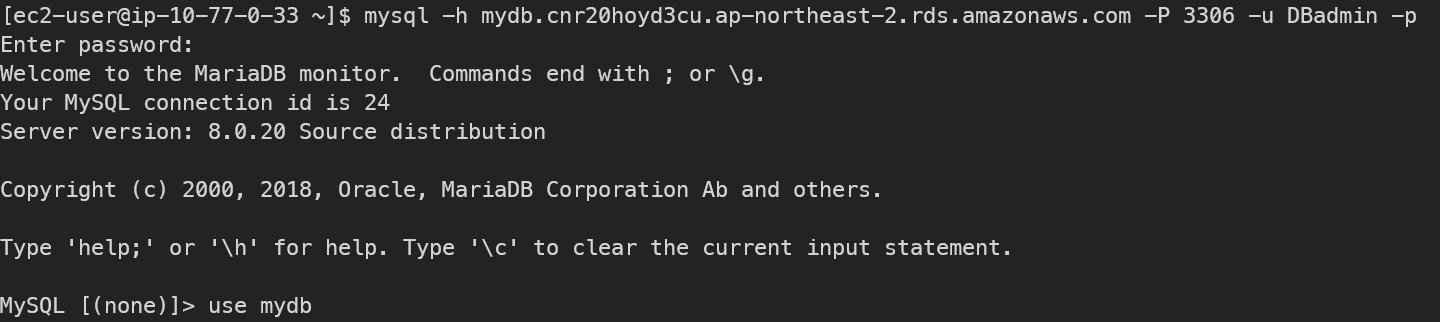 [ec2-user@ip-10-77-0-33 ~]$ mysql -h mydb.cnr20hoyd3cu.ap-northeast-2.rds.amazonaws.com -P 3306 -u DBadmin -p
Enter password:
Welcome to the MariaDB monitor.  Commands end with ; or \g.
Your MySQL connection id is 24
Server version: 8.0.20 Source distribution
Copyright (c) 2000, 2018, Oracle, MariaDB Corporation Ab and others.
Type 'help;' or '\h' for help. Type '\c' to clear the current input statement.
MySQL [(none)]> use mydb